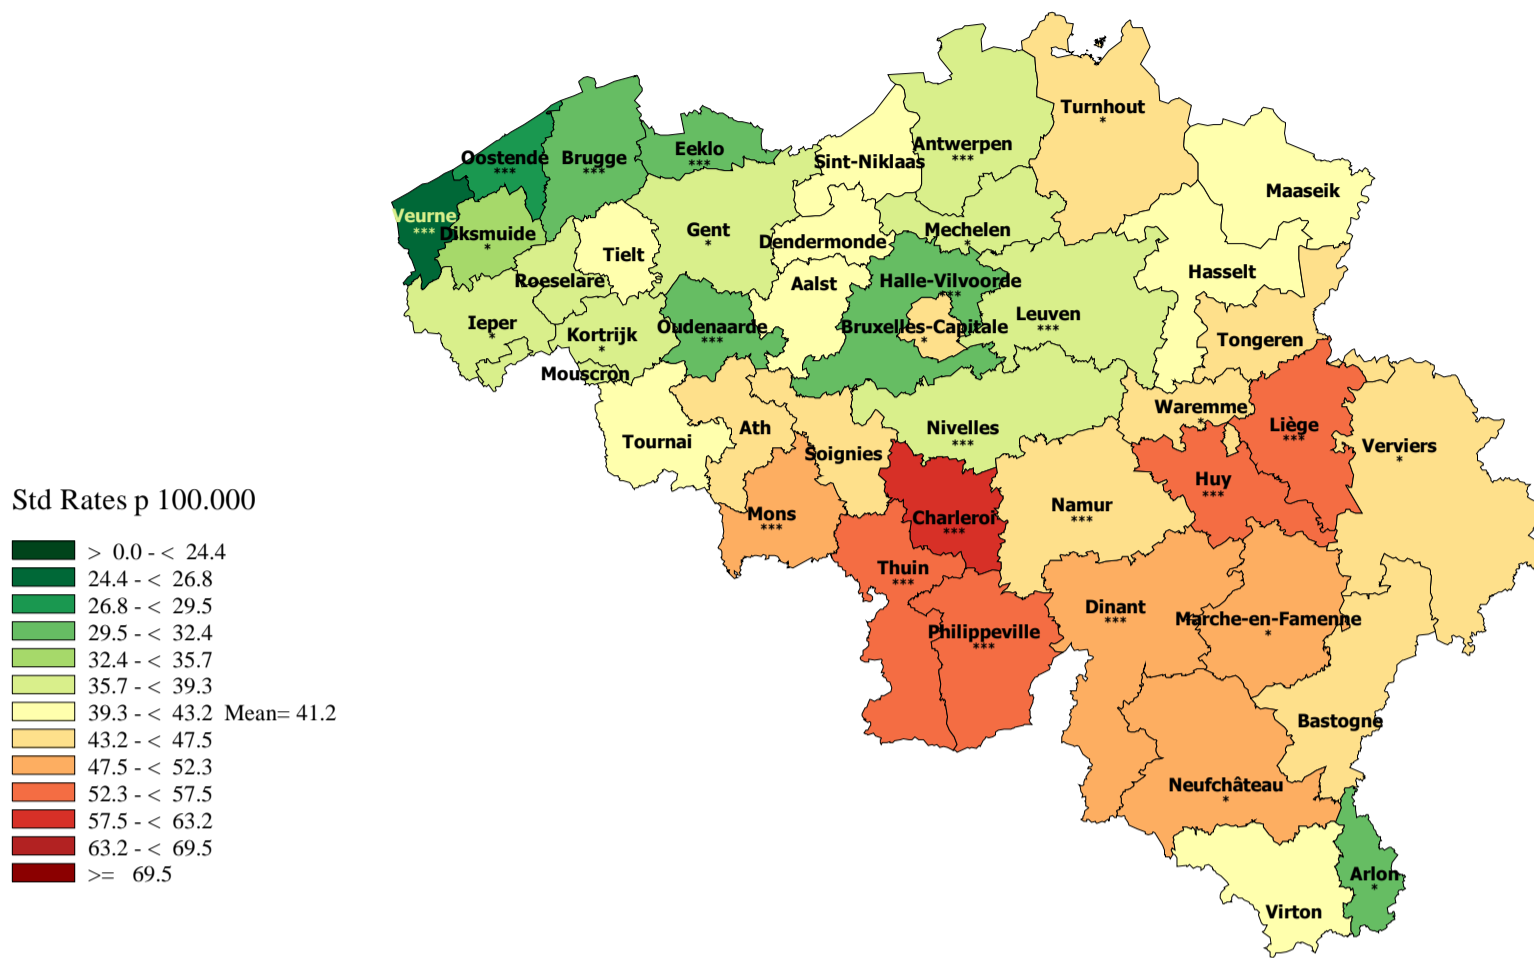 Turnhout
*
Antwerpen
***
Eeklo
***
Oostende
***
Brugge
***
Sint-Niklaas
Maaseik
Veurne
***
Diksmuide
*
Gent
*
Mechelen
*
Dendermonde
Tielt
Hasselt
Roeselare
Aalst
Halle-Vilvoorde
***
Leuven
***
Ieper
*
Kortrijk
*
Oudenaarde
***
Bruxelles-Capitale
*
Tongeren
Mouscron
Waremme
*
Liège
***
Ath
Nivelles
***
Tournai
Verviers
*
Soignies
Huy
***
Std Rates p 100.000
Mons
***
Charleroi
***
Namur
***
> 0.0 - < 24.4
24.4 - < 26.8
26.8 - < 29.5
29.5 - < 32.4
32.4 - < 35.7
35.7 - < 39.3
39.3 - < 43.2 Mean= 41.2
43.2 - < 47.5
47.5 - < 52.3
52.3 - < 57.5
57.5 - < 63.2
63.2 - < 69.5
>= 69.5
Thuin
***
Dinant
***
Marche-en-Famenne
*
Philippeville
***
Bastogne
Neufchâteau
*
Arlon
*
Virton